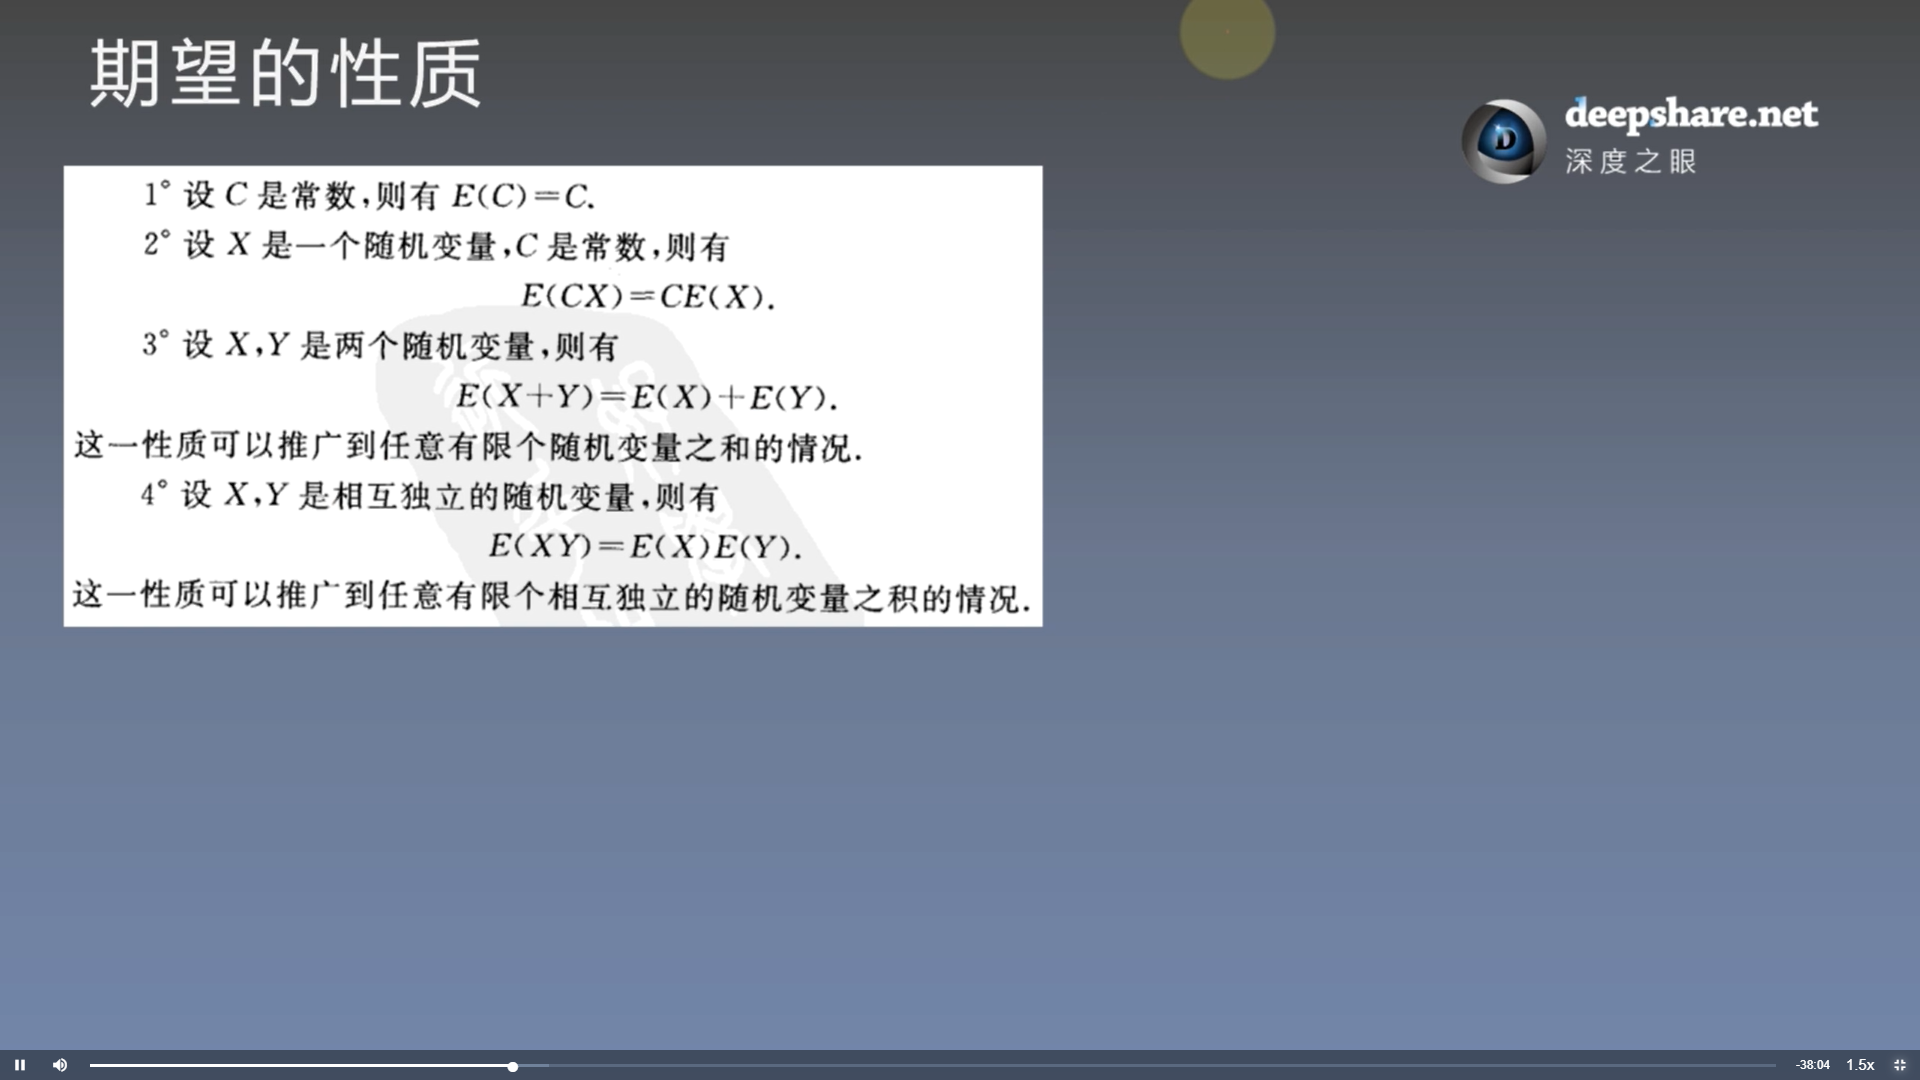 期望的性质
deepshare.net
深度之眼
1° 设 C 是常数,则有 E(C)=C.
2° 设 X 是一个随机变量,C 是常数,则有
E(CX)=CE(X).
3° 设 X,Y 是两个随机变量,则有
E(X+Y)=E(X)+E(Y).
这一性质可以推广到任意有限个随机变量之和的情况.
4° 设 X,Y 是相互独立的随机变量,则有
E(XY)=E(X)E(Y).
这一性质可以推广到任意有限个相互独立的随机变量之积的情况.
-38:04 1.5x